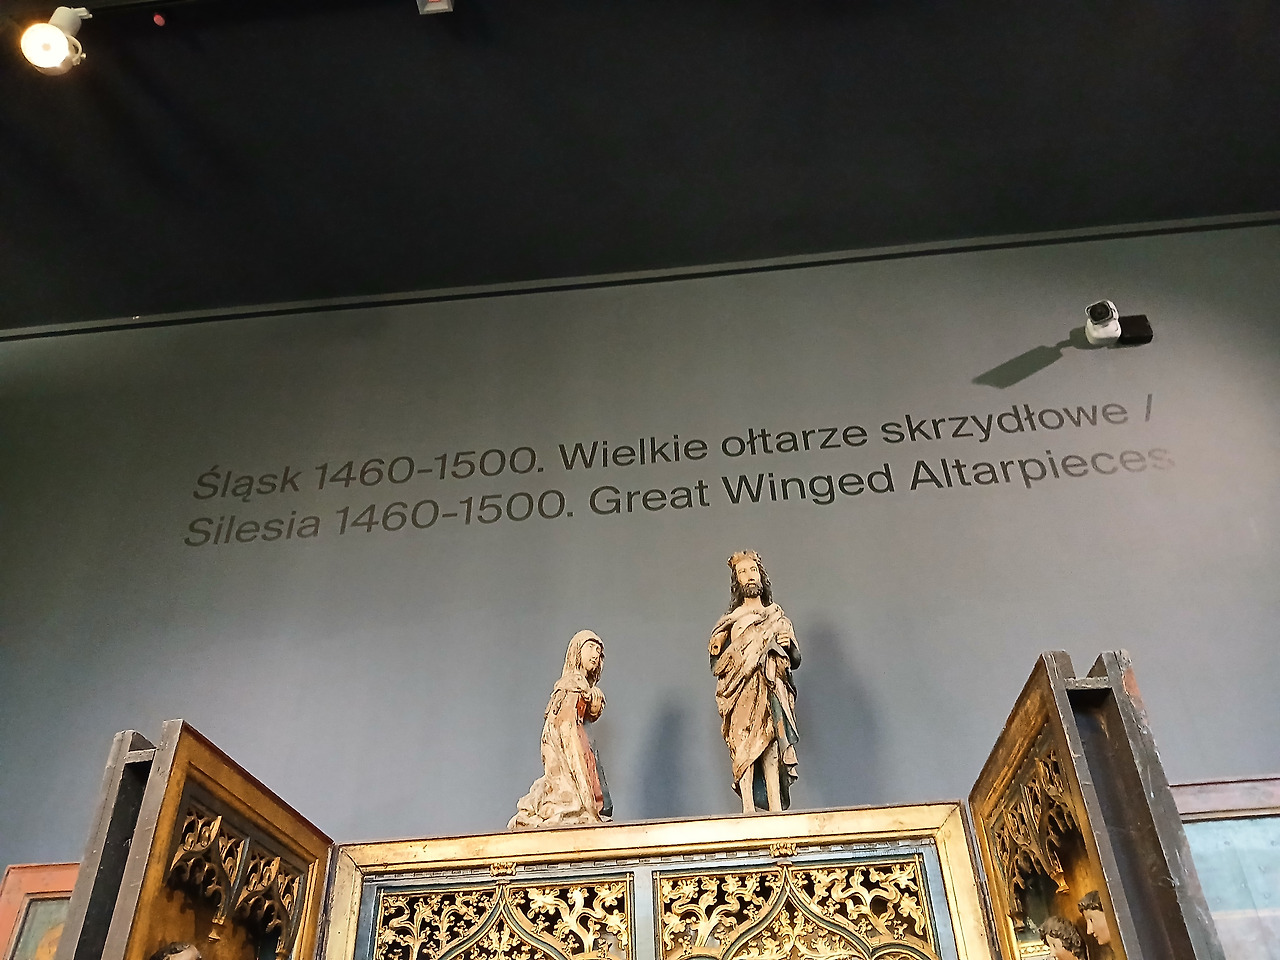 Śląsk 1460–1500. Wielkie ołtarze skrzydłowe /
Silesia 1460–1500. Great Winged Altarpieces